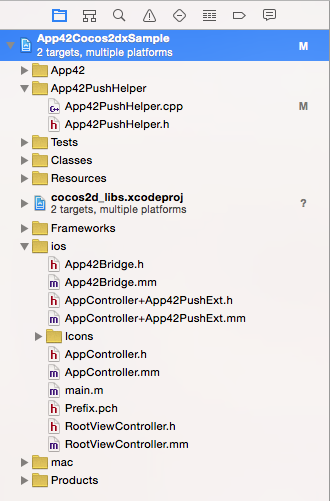 App42Cocos2dxSample
M
2 targets, multiple platforms
App42
App42PushHelper
App42PushHelper.cpp
M
App42PushHelper.h
Tests
Classes
Resources
cocos2d_libs.xcodeproj
?
2 targets, multiple platforms
Frameworks
ios
h App42Bridge.h
m App42Bridge.mm
h AppController+App42PushExt.h
m AppController+App42PushExt.mm
Icons
h AppController.h
m AppController.mm
m main.m
h Prefix.pch
h RootViewController.h
m RootViewController.mm
mac
Products